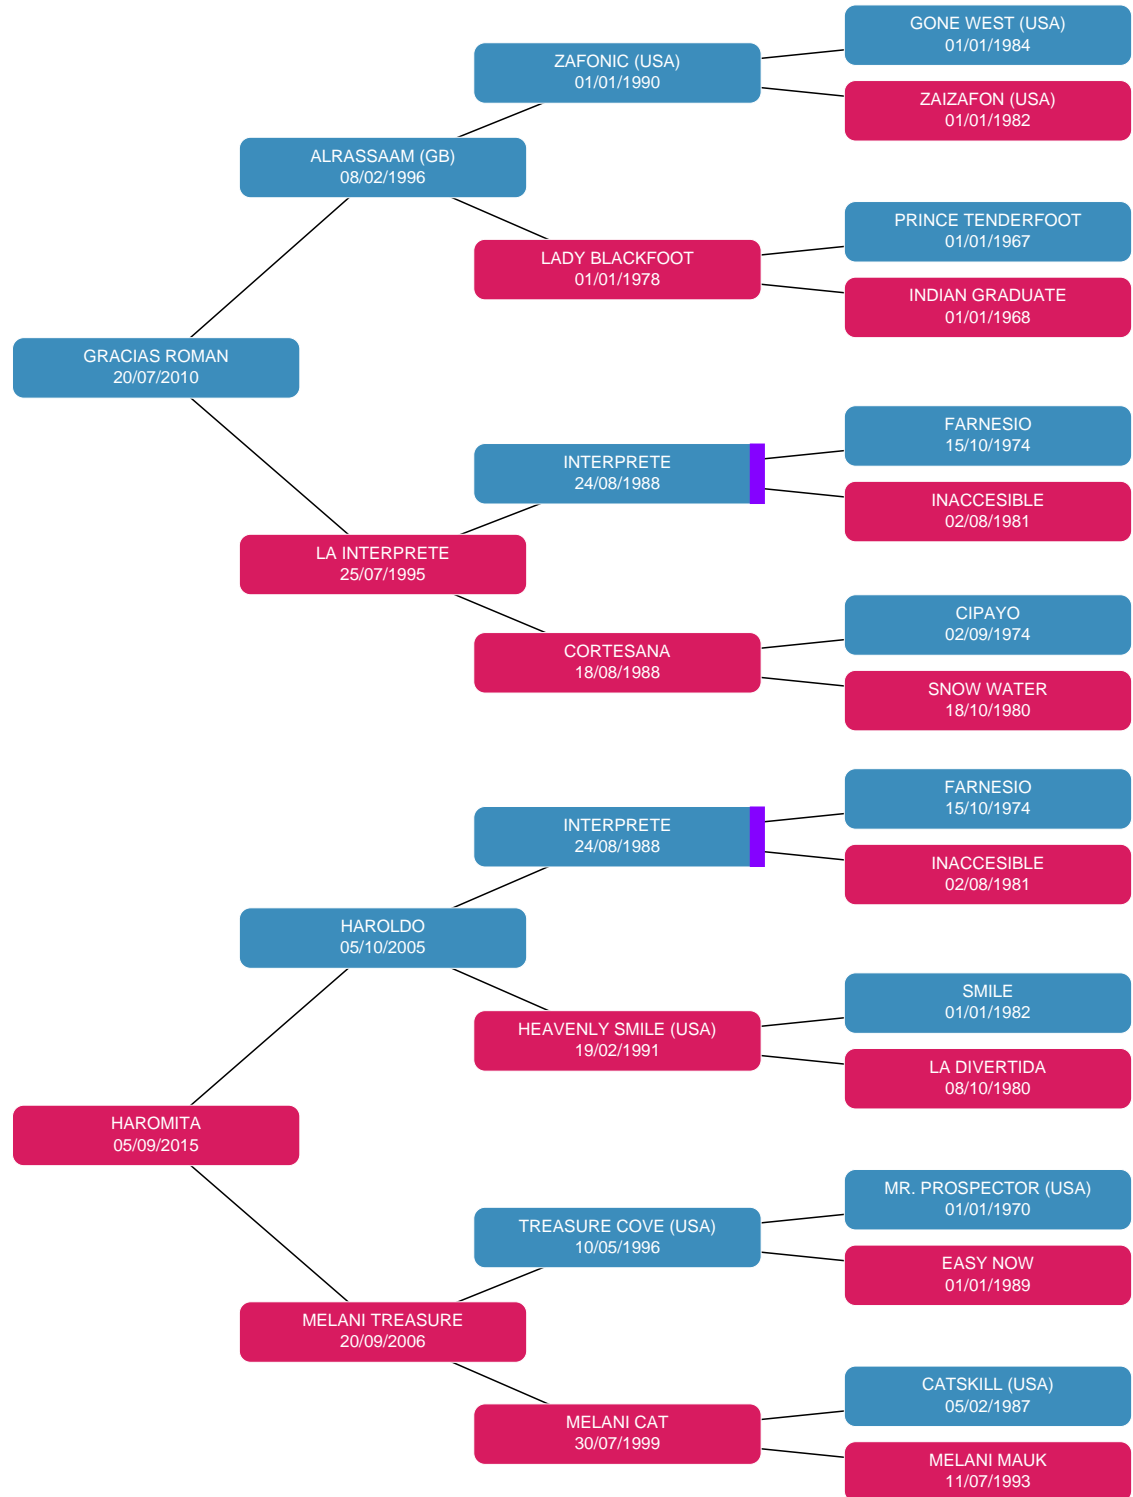 GONE WEST (USA)
01/01/1984
ZAFONIC (USA)
01/01/1990
ZAIZAFON (USA)
01/01/1982
ALRASSAAM (GB)
08/02/1996
PRINCE TENDERFOOT
01/01/1967
LADY BLACKFOOT
01/01/1978
INDIAN GRADUATE
01/01/1968
GRACIAS ROMAN
20/07/2010
FARNESIO
15/10/1974
INTERPRETE
24/08/1988
INACCESIBLE
02/08/1981
LA INTERPRETE
25/07/1995
CIPAYO
02/09/1974
CORTESANA
18/08/1988
SNOW WATER
18/10/1980
FARNESIO
15/10/1974
INTERPRETE
24/08/1988
INACCESIBLE
02/08/1981
HAROLDO
05/10/2005
SMILE
01/01/1982
HEAVENLY SMILE (USA)
19/02/1991
LA DIVERTIDA
08/10/1980
HAROMITA
05/09/2015
MR. PROSPECTOR (USA)
01/01/1970
TREASURE COVE (USA)
10/05/1996
EASY NOW
01/01/1989
MELANI TREASURE
20/09/2006
CATSKILL (USA)
05/02/1987
MELANI CAT
30/07/1999
MELANI MAUK
11/07/1993